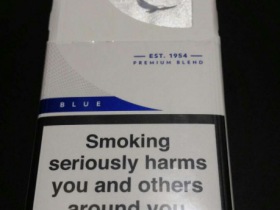 EST. 1954
PREMIUM BLEND
BLUE
Smoking
seriously harms
you and others
around you